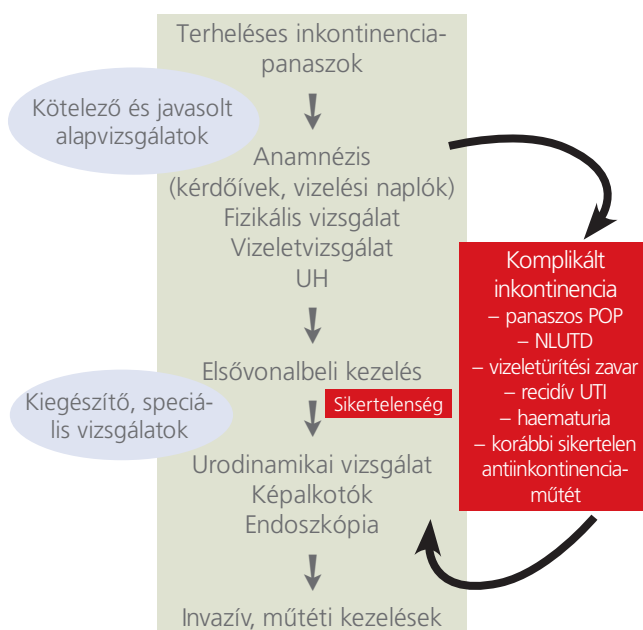 Terheléses inkontinencia-
panaszok
Kötelező és javasolt
alapvizsgálatok
Anamnézis
(kérdőívek, vizelési naplók)
Fizikális vizsgálat
Vizeletvizsgálat
UH
Komplikált
inkontinencia
– panaszos POP
– NLUTD
– vizeletürítési zavar
– recidív UTI
– haematuria
– korábbi sikertelen
antiinkontinencia-
műtét
Elsővonalbeli kezelés
Sikertelenség
Kiegészítő, speciá-
lis vizsgálatok
Urodinamikai vizsgálat
Képalkotók
Endoszkópia
Invazív, műtéti kezelések